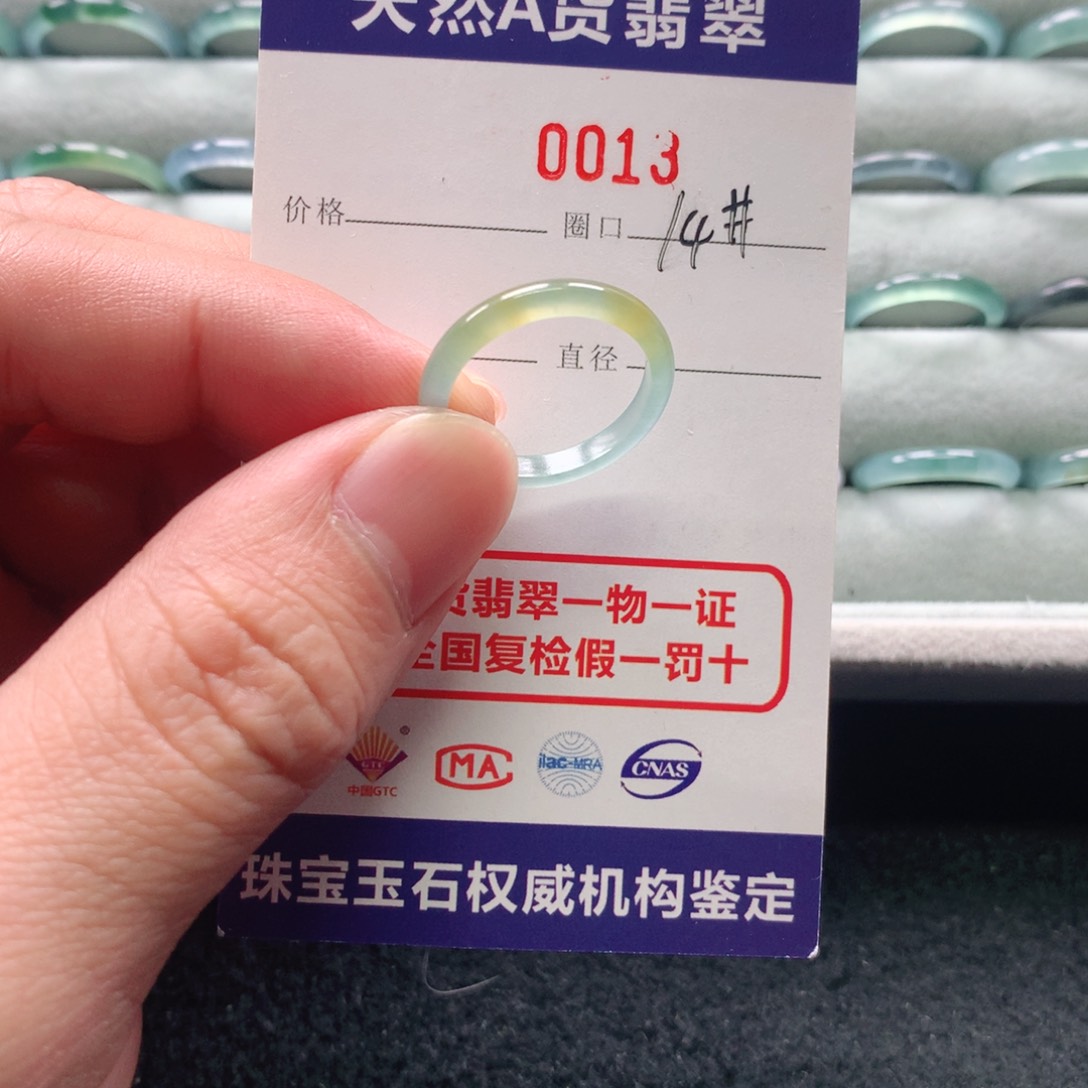 天然A货翡翠
0013
价格 圈口 14#
直径
货翡翠一物一证
全国复检假一罚十
GTC
中国GTC
®
MA
ilac-MRA
CNAS
珠宝玉石权威机构鉴定